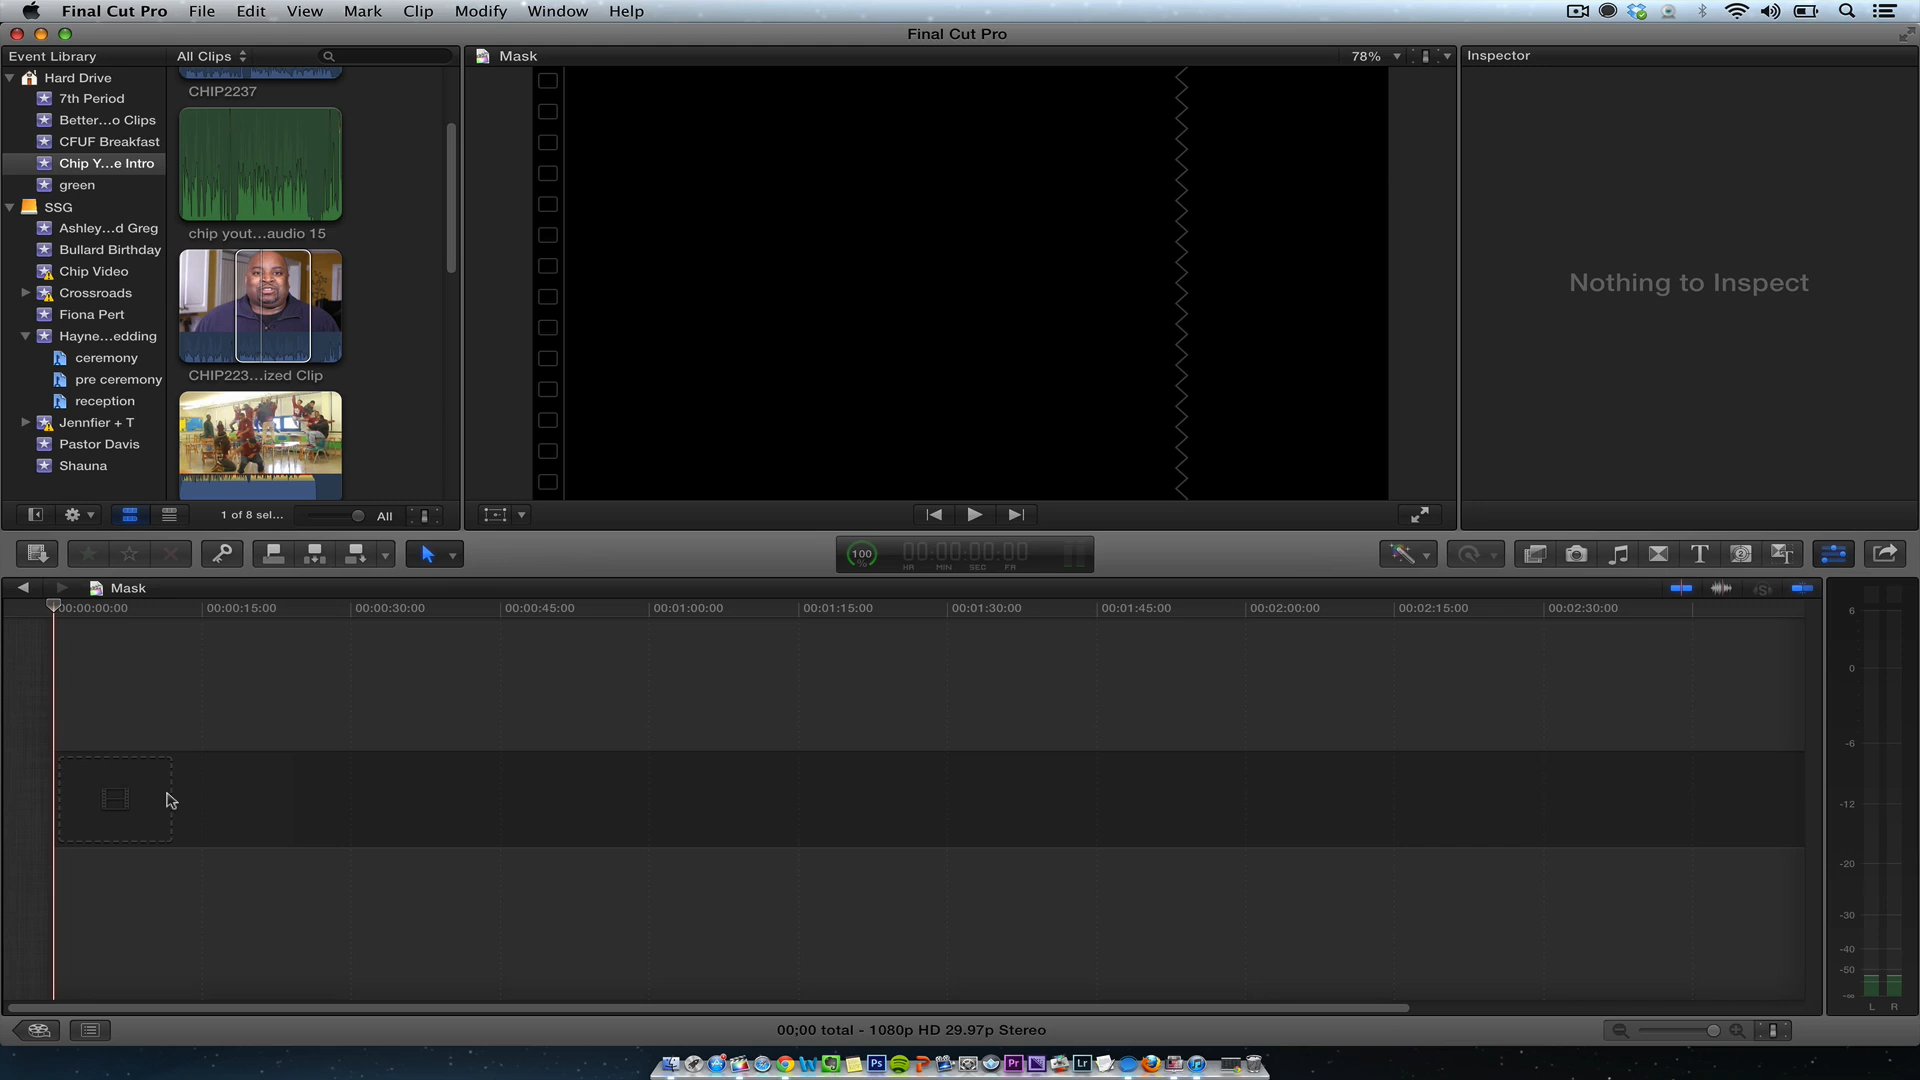 Final Cut Pro File Edit View Mark Clip Modify Window Help
Final Cut Pro
Event Library
All Clips
Mask
78%
Inspector
Hard Drive
7th Period
Better...o Clips
CFUF Breakfast
Chip Y...e Intro
green
SSG
Ashley...d Greg
Bullard Birthday
Chip Video
Crossroads
Fiona Pert
Hayne...edding
ceremony
pre ceremony
reception
Jennfier + T
Pastor Davis
Shauna
CHIP2237
chip yout...audio 15
CHIP223...ized Clip
Nothing to Inspect
1 of 8 sel...
All
100
%
00:00:00:00
HR MIN SEC FR
Mask
00:00:00:00 00:00:15:00 00:00:30:00 00:00:45:00 00:01:00:00 00:01:15:00 00:01:30:00 00:01:45:00 00:02:00:00 00:02:15:00 00:02:30:00
6
0
-6
-12
-20
-30
-40
-50
-∞
L R
00;00 total - 1080p HD 29.97p Stereo
Ps
Pr
Lr